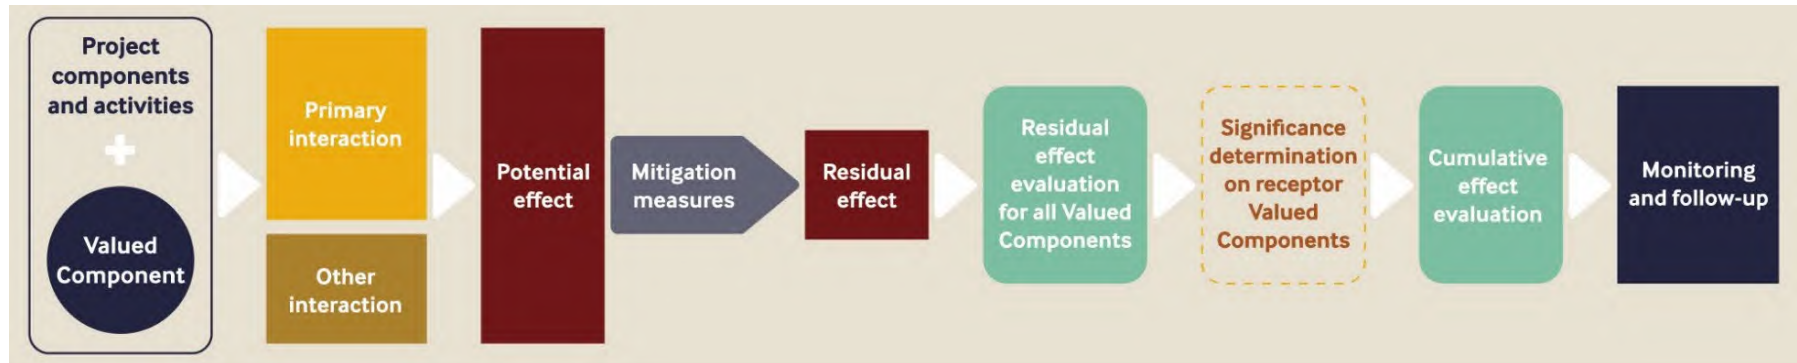 Project
components
and activities
+
Valued
Component
Primary
interaction
Other
interaction
Potential
effect
Mitigation
measures
Residual
effect
Residual
effect
evaluation
for all Valued
Components
Significance
determination
on receptor
Valued
Components
Cumulative
effect
evaluation
Monitoring
and follow-up